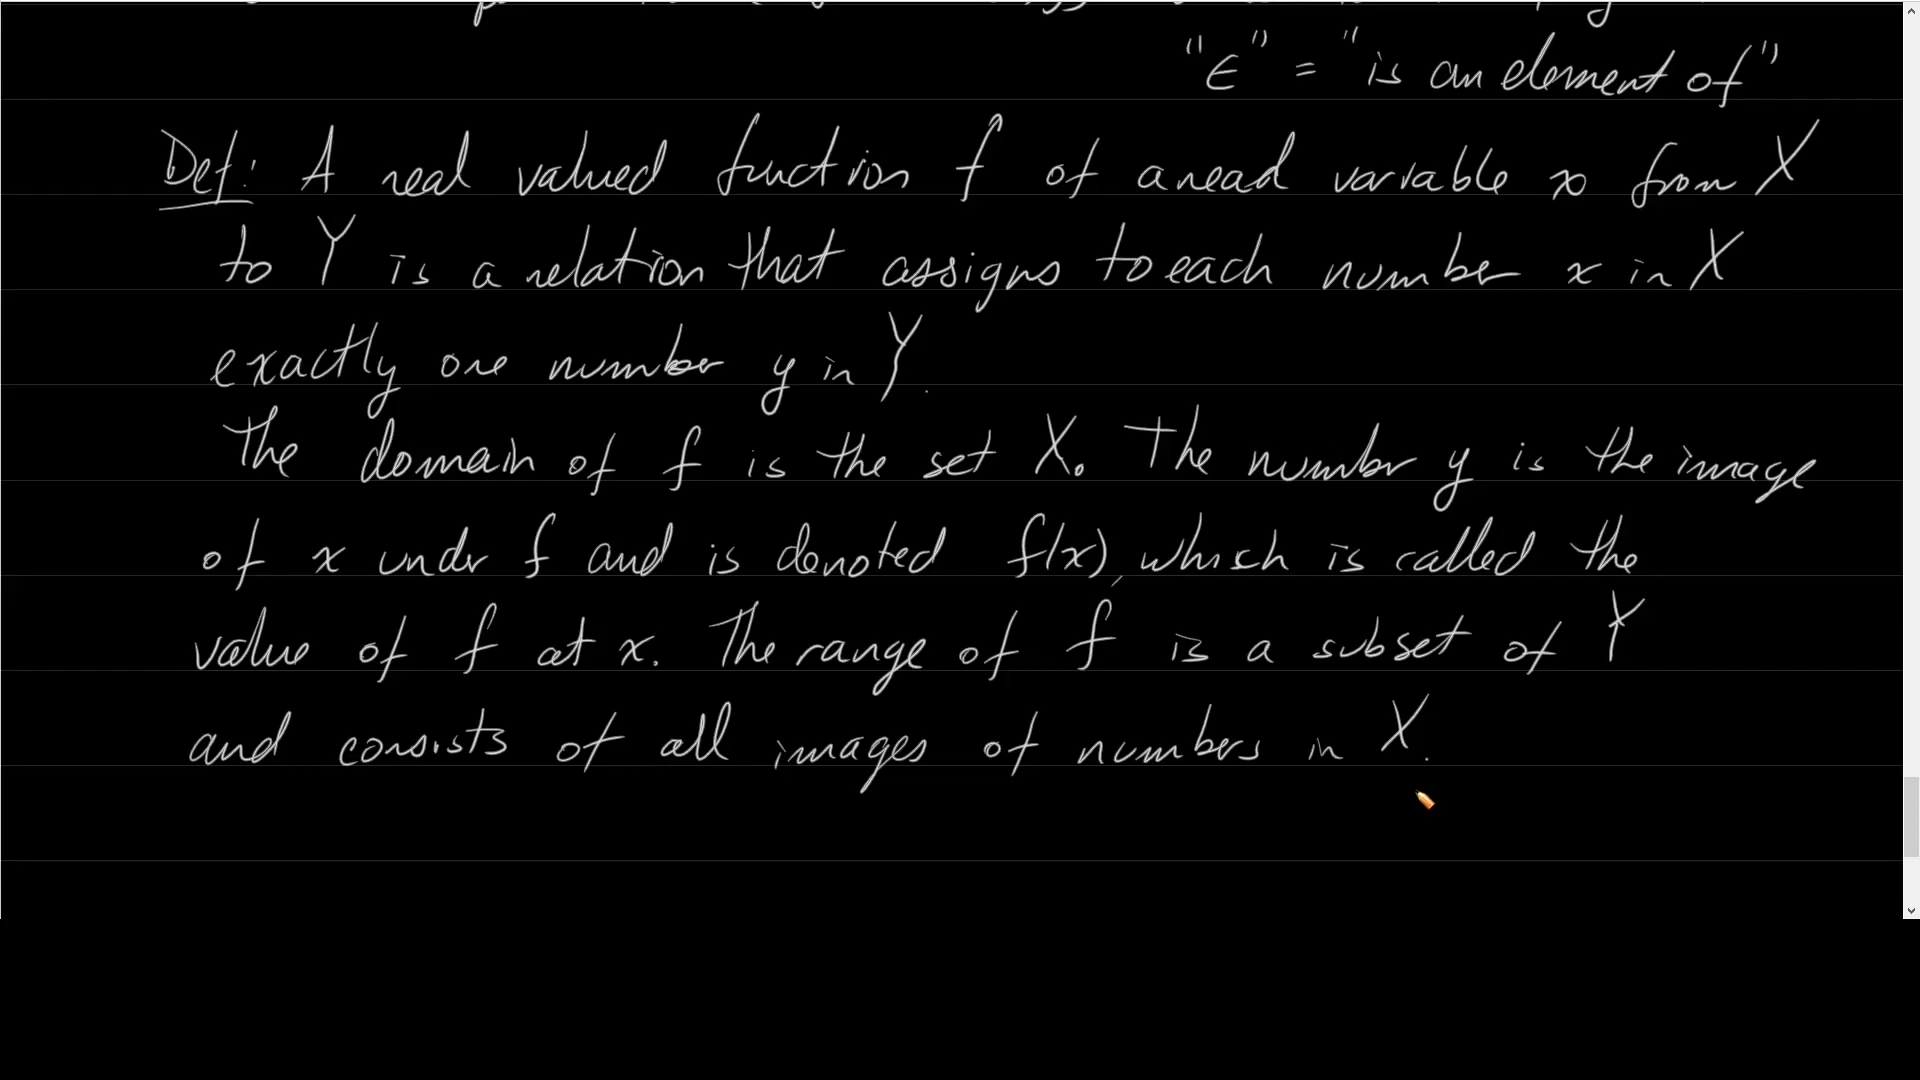 "∈" = "is an element of"
Def: A real valued function f of a read variable x from X
to Y is a relation that assigns to each number x in X
exactly one number y in Y.
The domain of f is the set X. The number y is the image
of x under f and is denoted f(x), which is called the
value of f at x. The range of f is a subset of Y
and consists of all images of numbers in X.